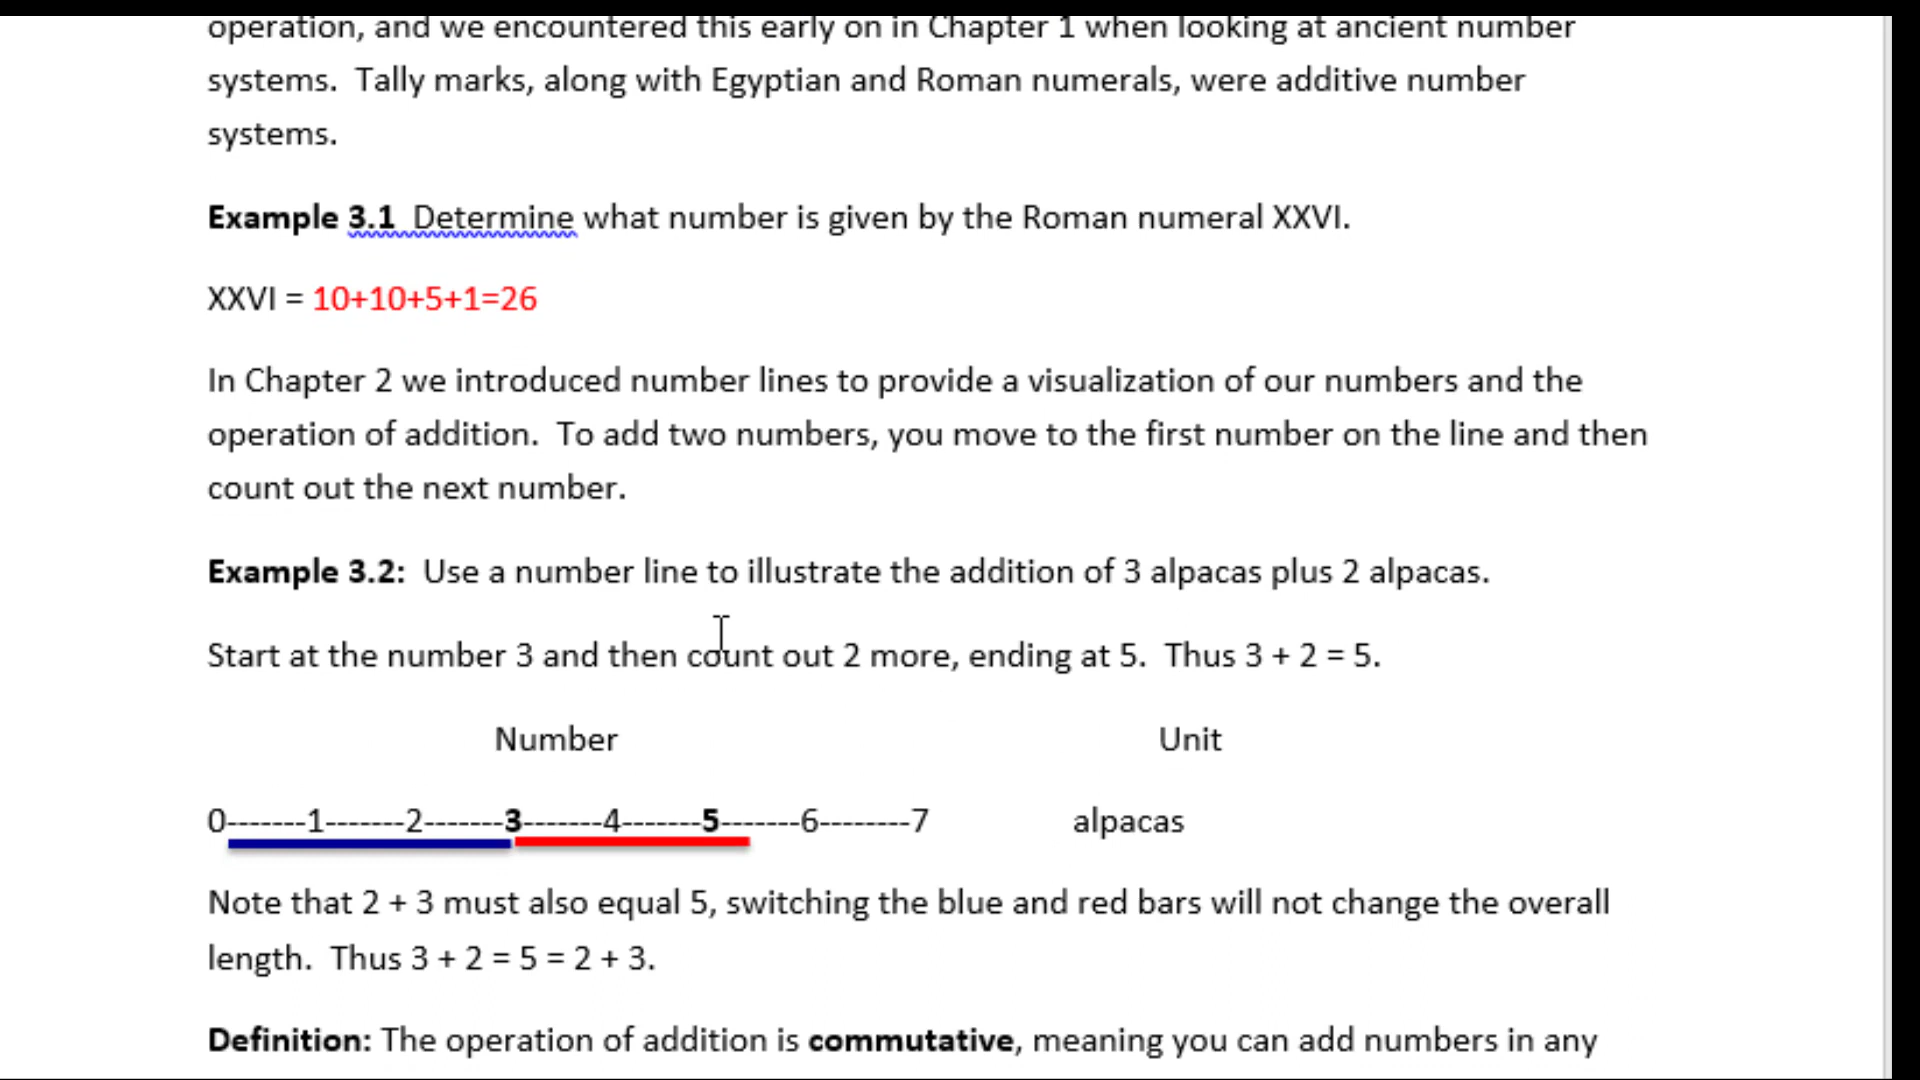 operation, and we encountered this early on in Chapter 1 when looking at ancient number
systems.  Tally marks, along with Egyptian and Roman numerals, were additive number
systems.
Example 3.1  Determine what number is given by the Roman numeral XXVI.
XXVI = 10+10+5+1=26
In Chapter 2 we introduced number lines to provide a visualization of our numbers and the
operation of addition.  To add two numbers, you move to the first number on the line and then
count out the next number.
Example 3.2:  Use a number line to illustrate the addition of 3 alpacas plus 2 alpacas.
Start at the number 3 and then count out 2 more, ending at 5.  Thus 3 + 2 = 5.
Number Unit
0-------1-------2-------3-------4-------5-------6--------7 alpacas
Note that 2 + 3 must also equal 5, switching the blue and red bars will not change the overall
length.  Thus 3 + 2 = 5 = 2 + 3.
Definition: The operation of addition is commutative, meaning you can add numbers in any